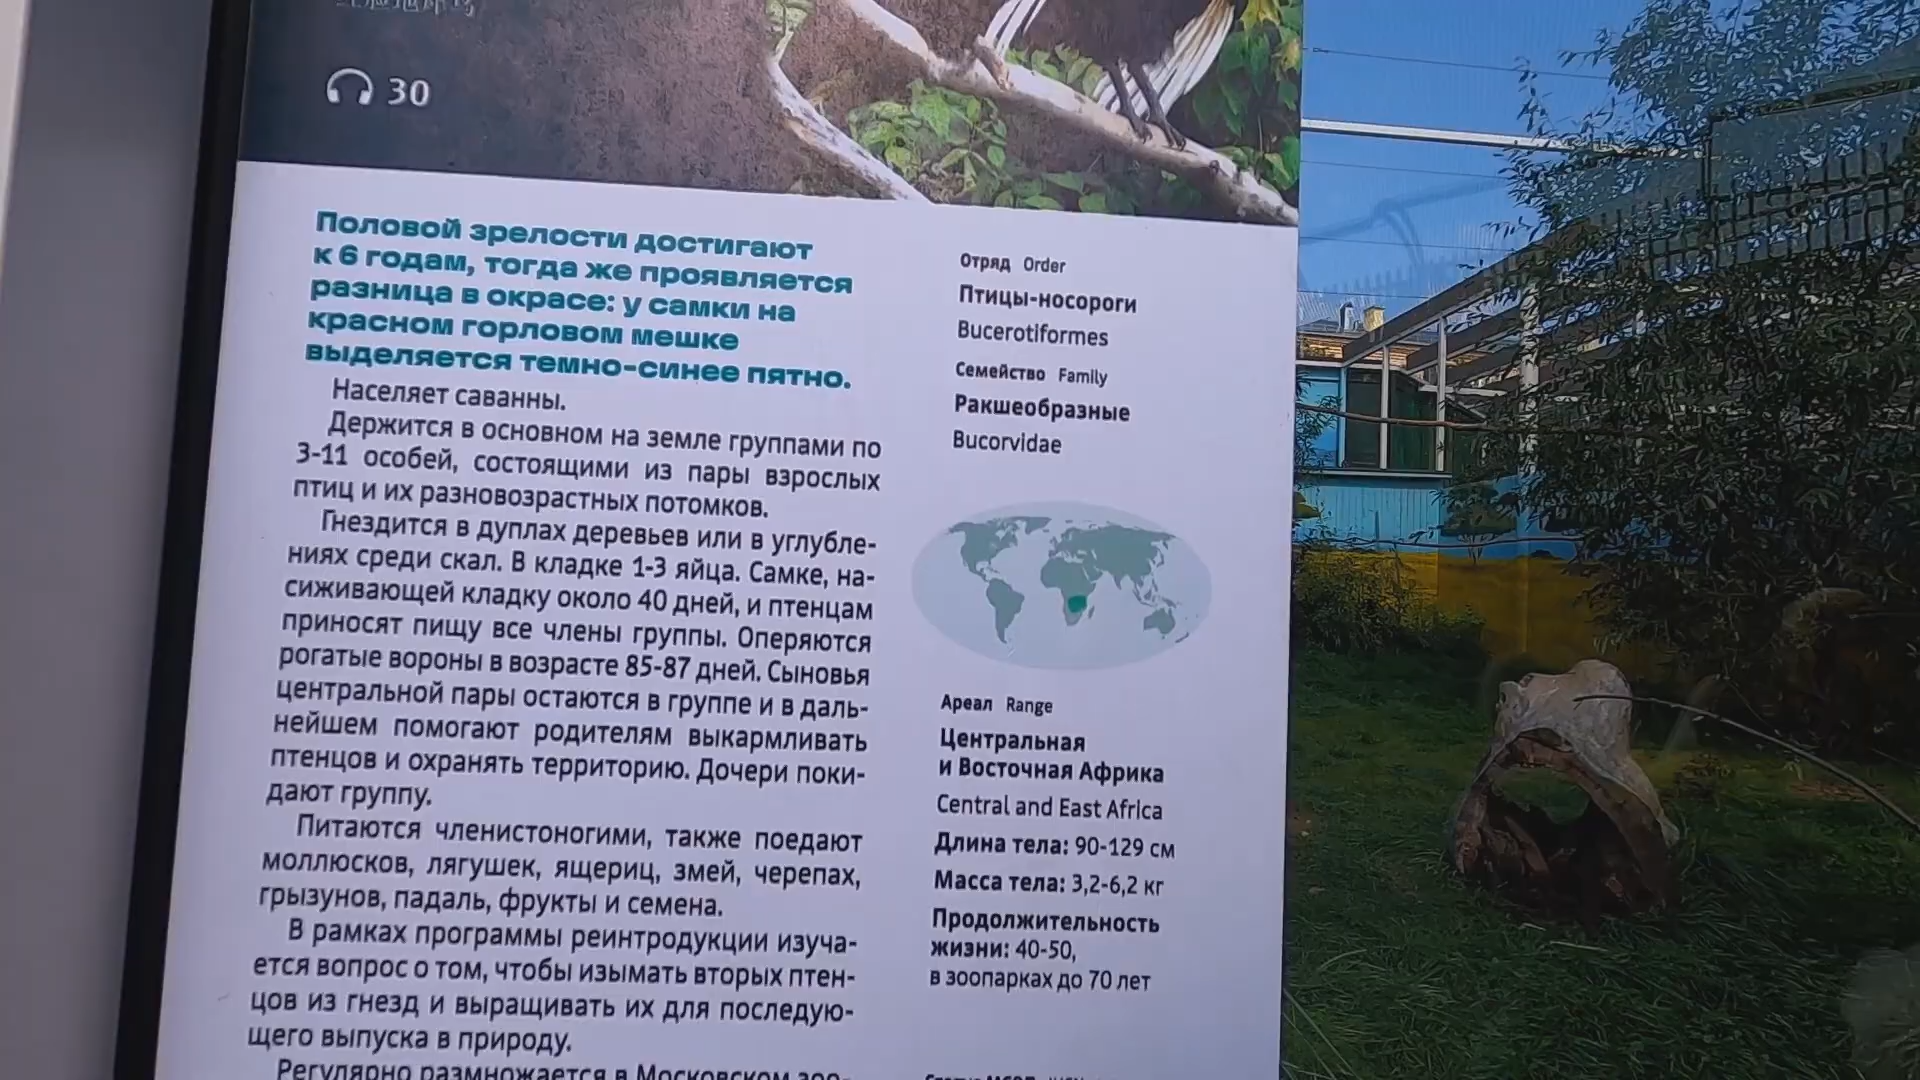 30
Половой зрелости достигают
к 6 годам, тогда же проявляется
разница в окрасе: у самки на
красном горловом мешке
выделяется темно-синее пятно.
Населяет саванны.
Держится в основном на земле группами по
3-11 особей, состоящими из пары взрослых
птиц и их разновозрастных потомков.
Гнездится в дуплах деревьев или в углубле-
ниях среди скал. В кладке 1-3 яйца. Самке, на-
сиживающей кладку около 40 дней, и птенцам
приносят пищу все члены группы. Оперяются
рогатые вороны в возрасте 85-87 дней. Сыновья
центральной пары остаются в группе и в даль-
нейшем помогают родителям выкармливать
птенцов и охранять территорию. Дочери поки-
дают группу.
Питаются членистоногими, также поедают
моллюсков, лягушек, ящериц, змей, черепах,
грызунов, падаль, фрукты и семена.
В рамках программы реинтродукции изуча-
ется вопрос о том, чтобы изымать вторых птен-
цов из гнезд и выращивать их для последую-
щего выпуска в природу.
Регулярно размножается в Московском зоо-
Отряд Order
Птицы-носороги
Bucerotiformes
Семейство Family
Ракшеобразные
Bucorvidae
Ареал Range
Центральная
и Восточная Африка
Central and East Africa
Длина тела: 90-129 см
Масса тела: 3,2-6,2 кг
Продолжительность
жизни: 40-50,
в зоопарках до 70 лет